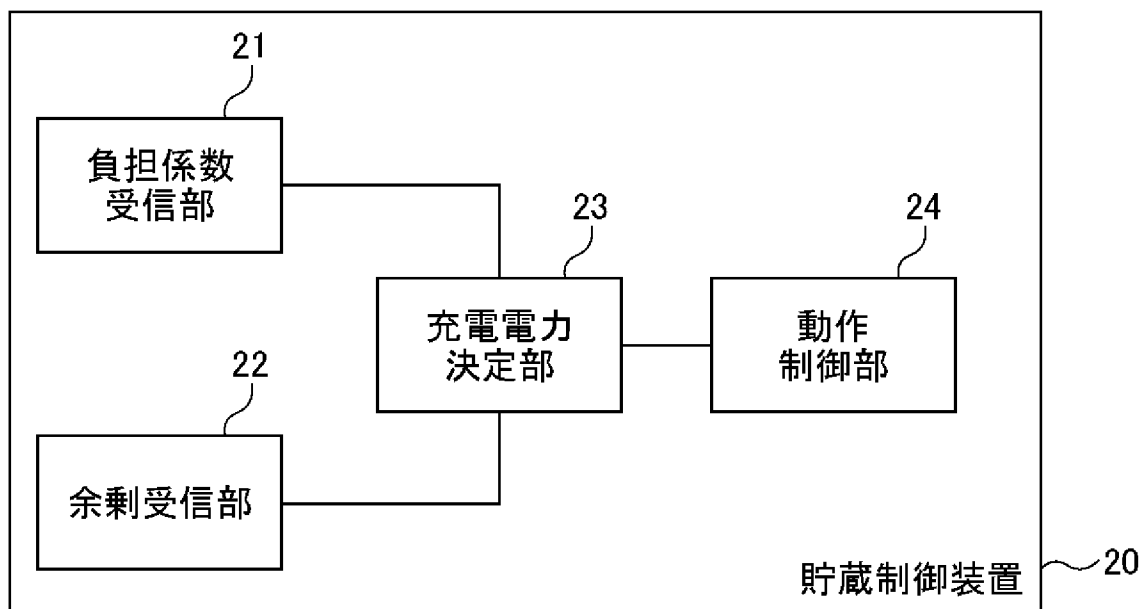 21
負担係数
受信部
23
24
充電電力
決定部
動作
制御部
22
余剰受信部
貯蔵制御装置
20